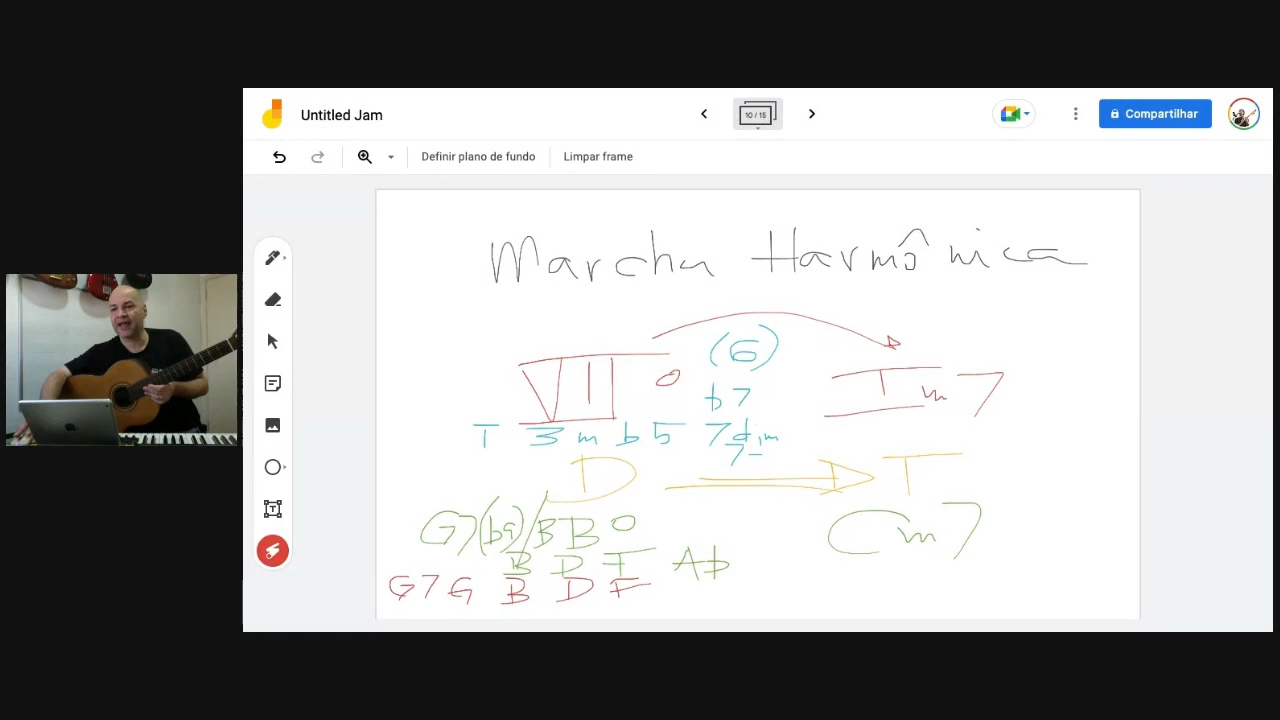 Untitled Jam
10 / 15
Compartilhar
Definir plano de fundo
Limpar frame
Marcha Harmônica
(6)
VII o
b7
Im7
T 3m b5 7dim
7
D T
G7(b9)/B B o
Cm7
B D F Ab
G7 G B D F